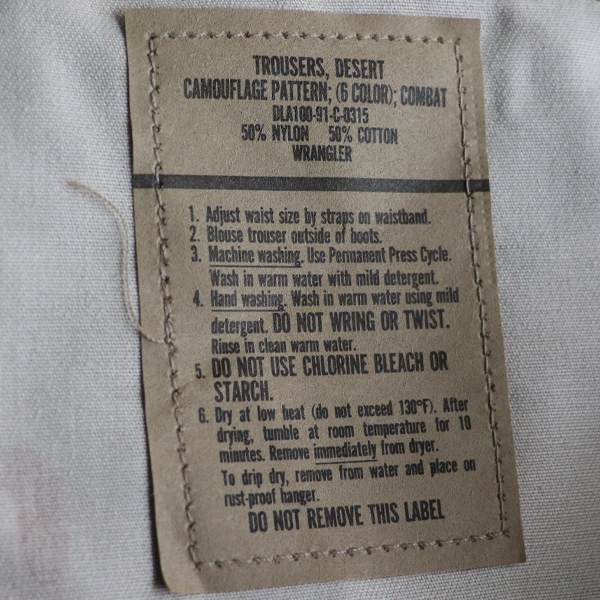 TROUSERS, DESERT
CAMOUFLAGE PATTERN; (6 COLOR); COMBAT
DLA100-91-C-0315
50% NYLON 50% COTTON
WRANGLER
1. Adjust waist size by straps on waistband.
2. Blouse trouser outside of boots.
3. Machine washing. Use Permanent Press Cycle.
Wash in warm water with mild detergent.
4. Hand washing. Wash in warm water using mild
detergent. DO NOT WRING OR TWIST.
Rinse in clean warm water.
5. DO NOT USE CHLORINE BLEACH OR
STARCH.
6. Dry at low heat (do not exceed 130°F). After
drying, tumble at room temperature for 10
minutes. Remove immediately from dryer.
To drip dry, remove from water and place on
rust-proof hanger.
DO NOT REMOVE THIS LABEL